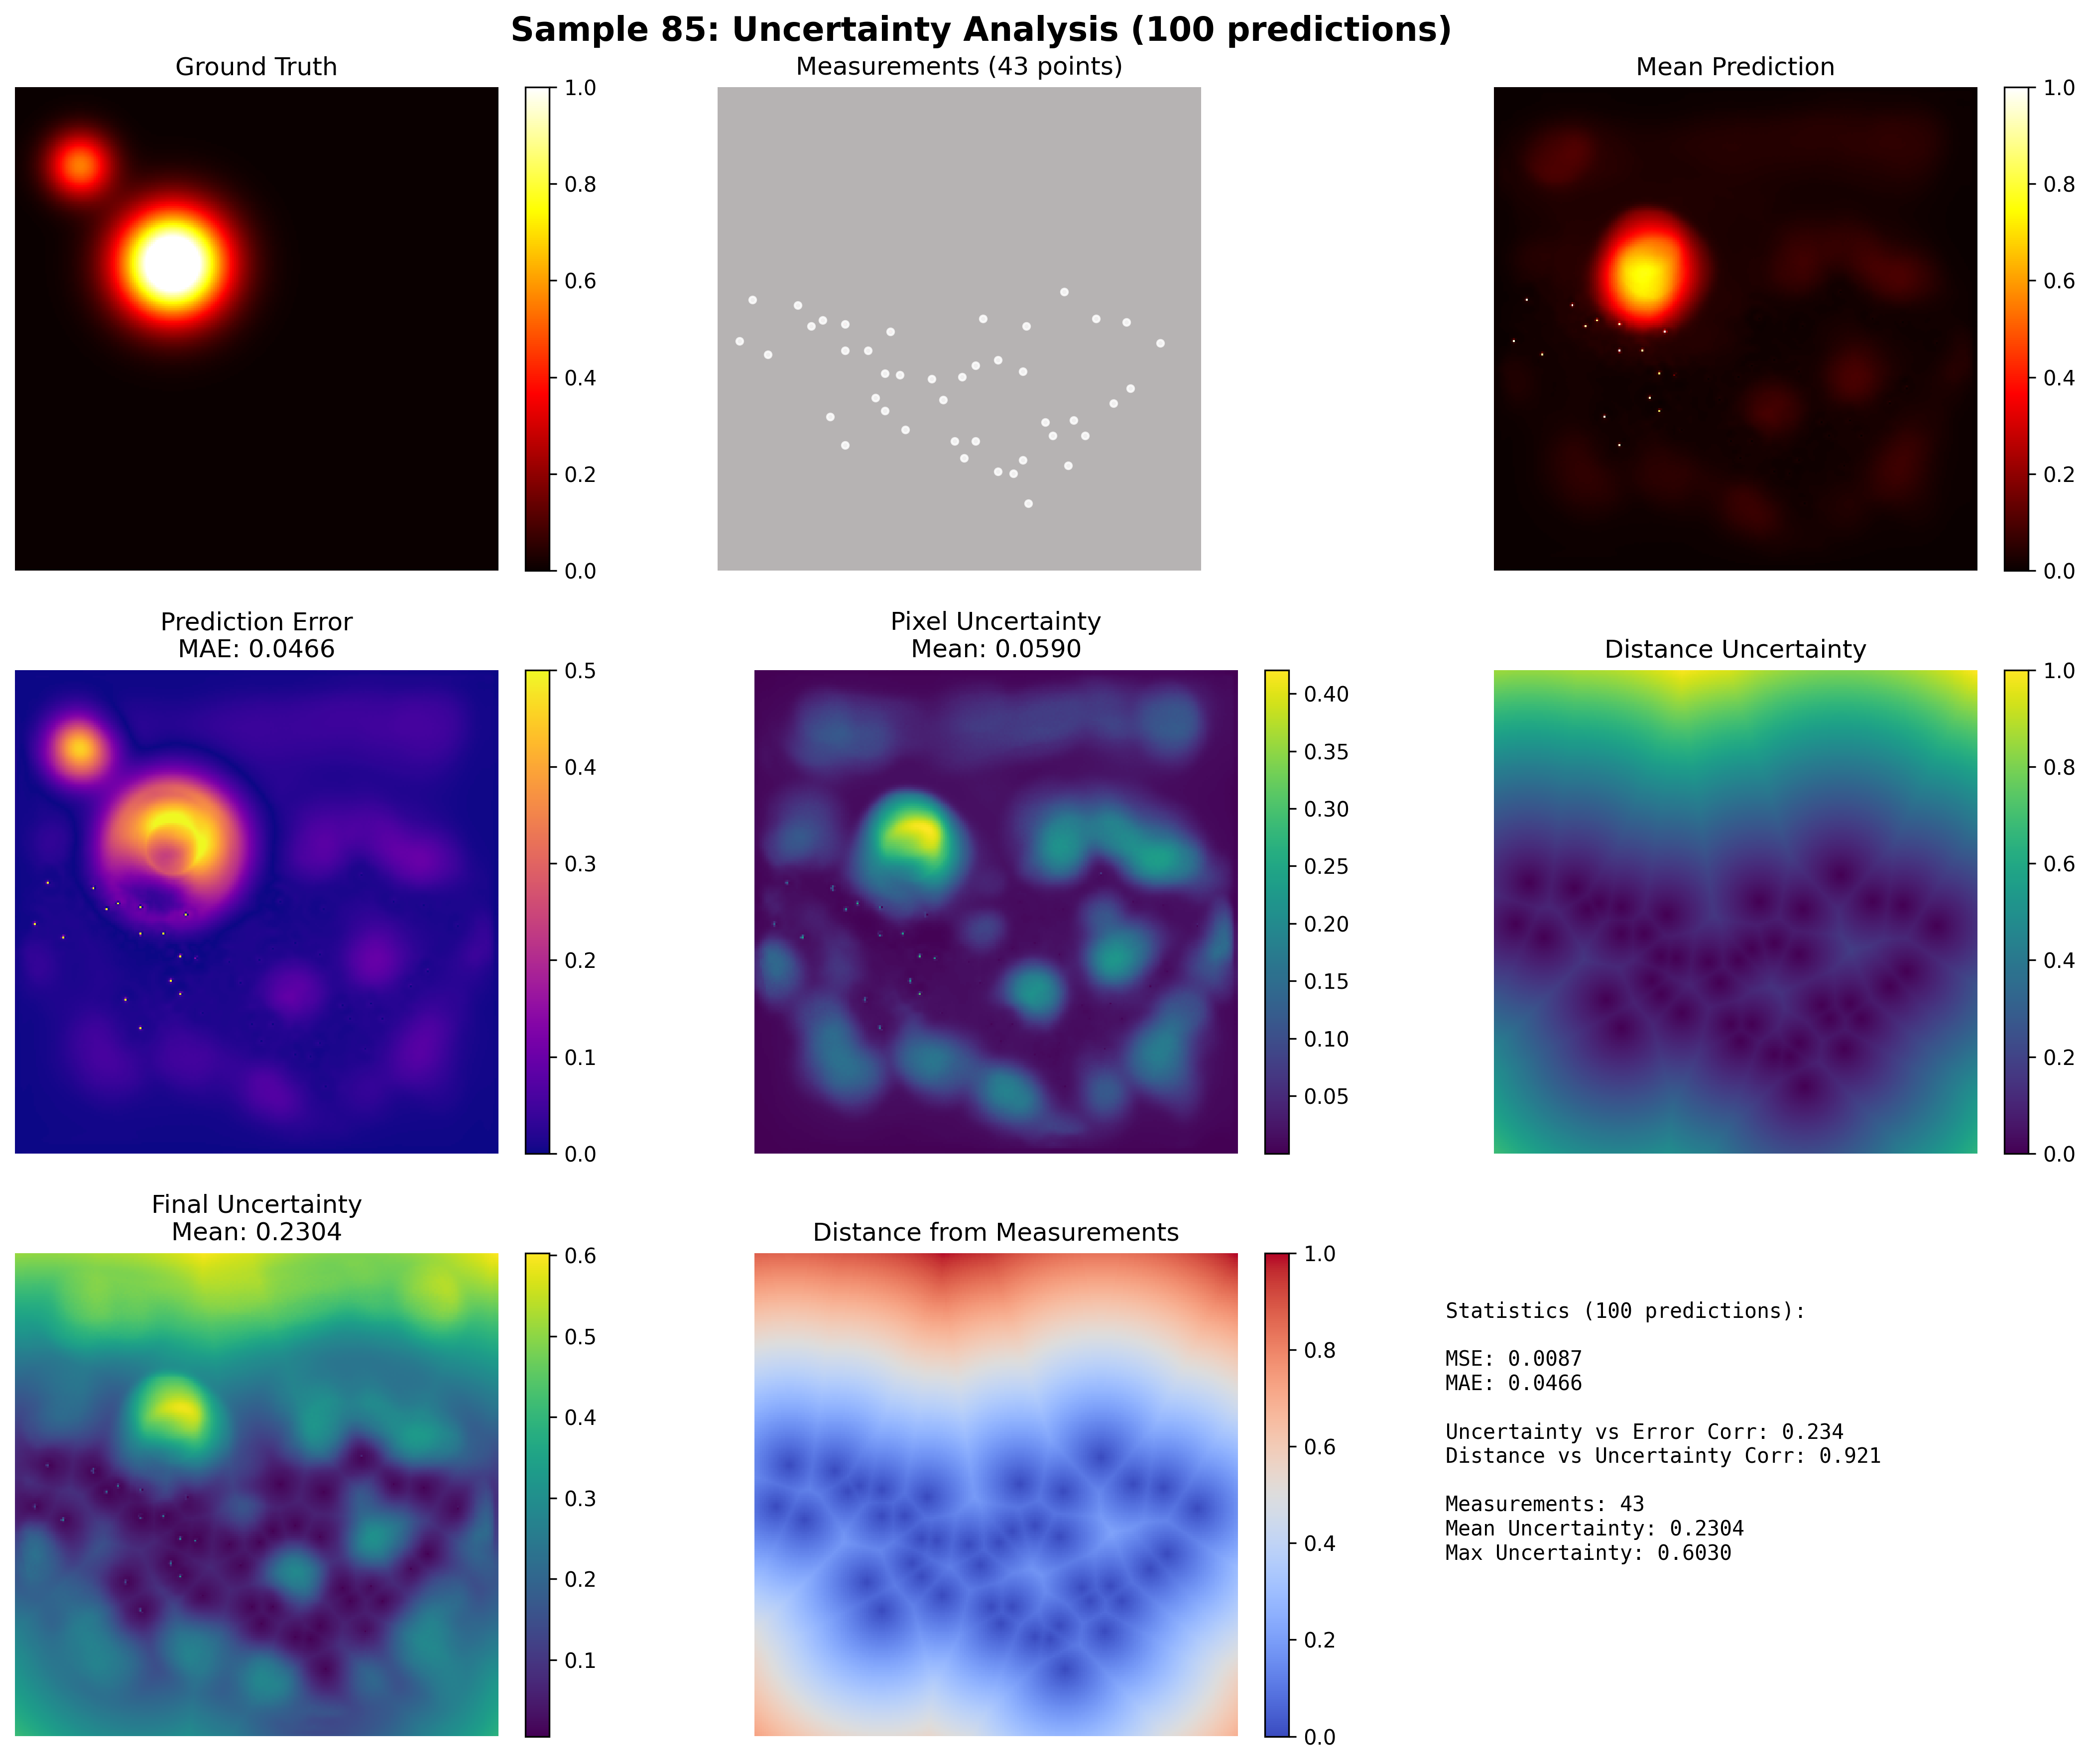 Sample 85: Uncertainty Analysis (100 predictions)
Ground Truth
1.0
0.8
0.6
0.4
0.2
0.0
Measurements (43 points)
Mean Prediction
1.0
0.8
0.6
0.4
0.2
0.0
Prediction Error
MAE: 0.0466
0.5
0.4
0.3
0.2
0.1
0.0
Pixel Uncertainty
Mean: 0.0590
0.40
0.35
0.30
0.25
0.20
0.15
0.10
0.05
Distance Uncertainty
1.0
0.8
0.6
0.4
0.2
0.0
Final Uncertainty
Mean: 0.2304
0.6
0.5
0.4
0.3
0.2
0.1
Distance from Measurements
1.0
0.8
0.6
0.4
0.2
0.0
Statistics (100 predictions):
MSE: 0.0087
MAE: 0.0466
Uncertainty vs Error Corr: 0.234
Distance vs Uncertainty Corr: 0.921
Measurements: 43
Mean Uncertainty: 0.2304
Max Uncertainty: 0.6030